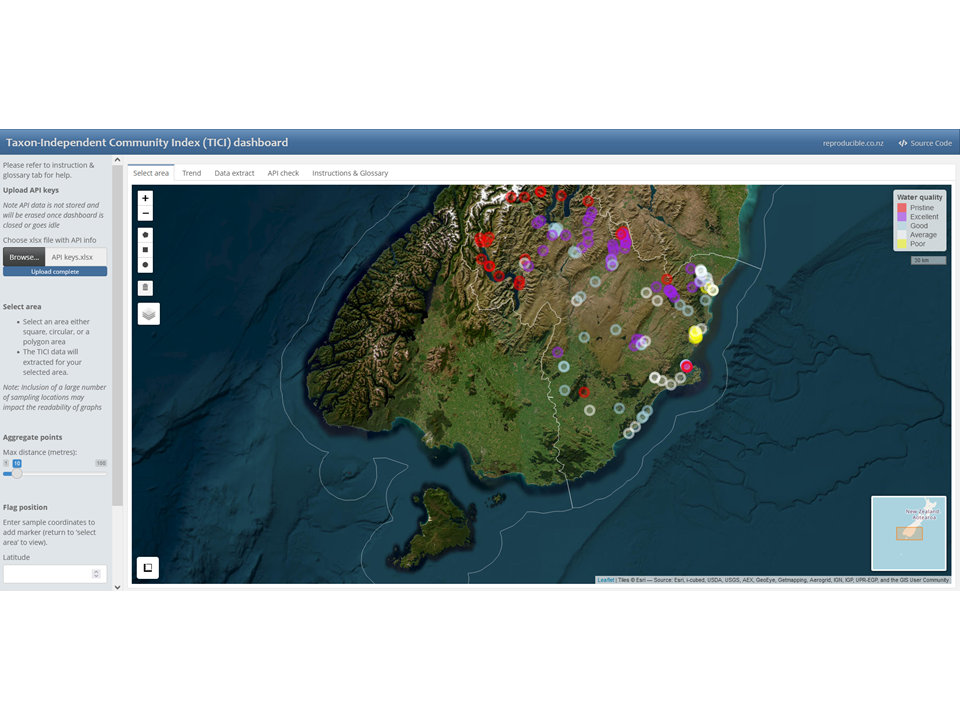 Taxon-Independent Community Index (TICI) dashboard
reproducible.co.nz
Source Code
Please refer to instruction &
glossary tab for help.
Upload API keys
Note API data is not stored and
will be erased once dashboard is
closed or goes idle
Choose xlsx file with API info
Browse... API keys.xlsx
Upload complete
Select area
Select an area either
square, circular, or a
polygon area
The TICI data will
extracted for your
selected area.
Note: Inclusion of a large number
of sampling locations may
impact the readability of graphs
Aggregate points
Max distance (metres):
1 10 100
Flag position
Enter sample coordinates to
add marker (return to 'select
area' to view).
Latitude
Select area Trend Data extract API check Instructions & Glossary
+
−
Water quality
Pristine
Excellent
Good
Average
Poor
30 km
New Zealand
Aotearoa
Leaflet | Tiles © Esri — Source: Esri, i-cubed, USDA, USGS, AEX, GeoEye, Getmapping, Aerogrid, IGN, IGP, UPR-EGP, and the GIS User Community